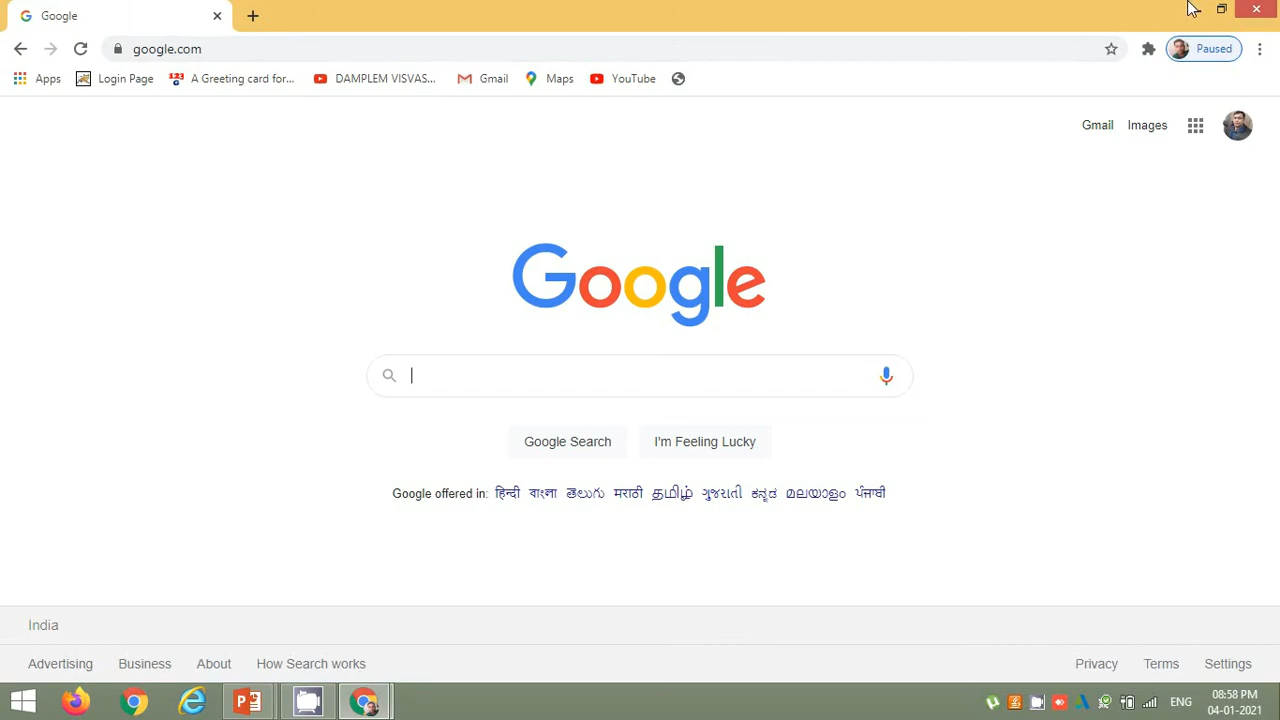 Google
google.com
Paused
Apps Login Page A Greeting card for... DAMPLEM VISVAS... Gmail Maps YouTube
Gmail Images
Google
Google Search I'm Feeling Lucky
Google offered in: हिन्दी বাংলা తెలుగు मराठी தமிழ் ગુજરાતી ಕನ್ನಡ മലയാളം ਪੰਜਾਬੀ
India
Advertising Business About How Search works Privacy Terms Settings
ENG 08:58 PM
04-01-2021